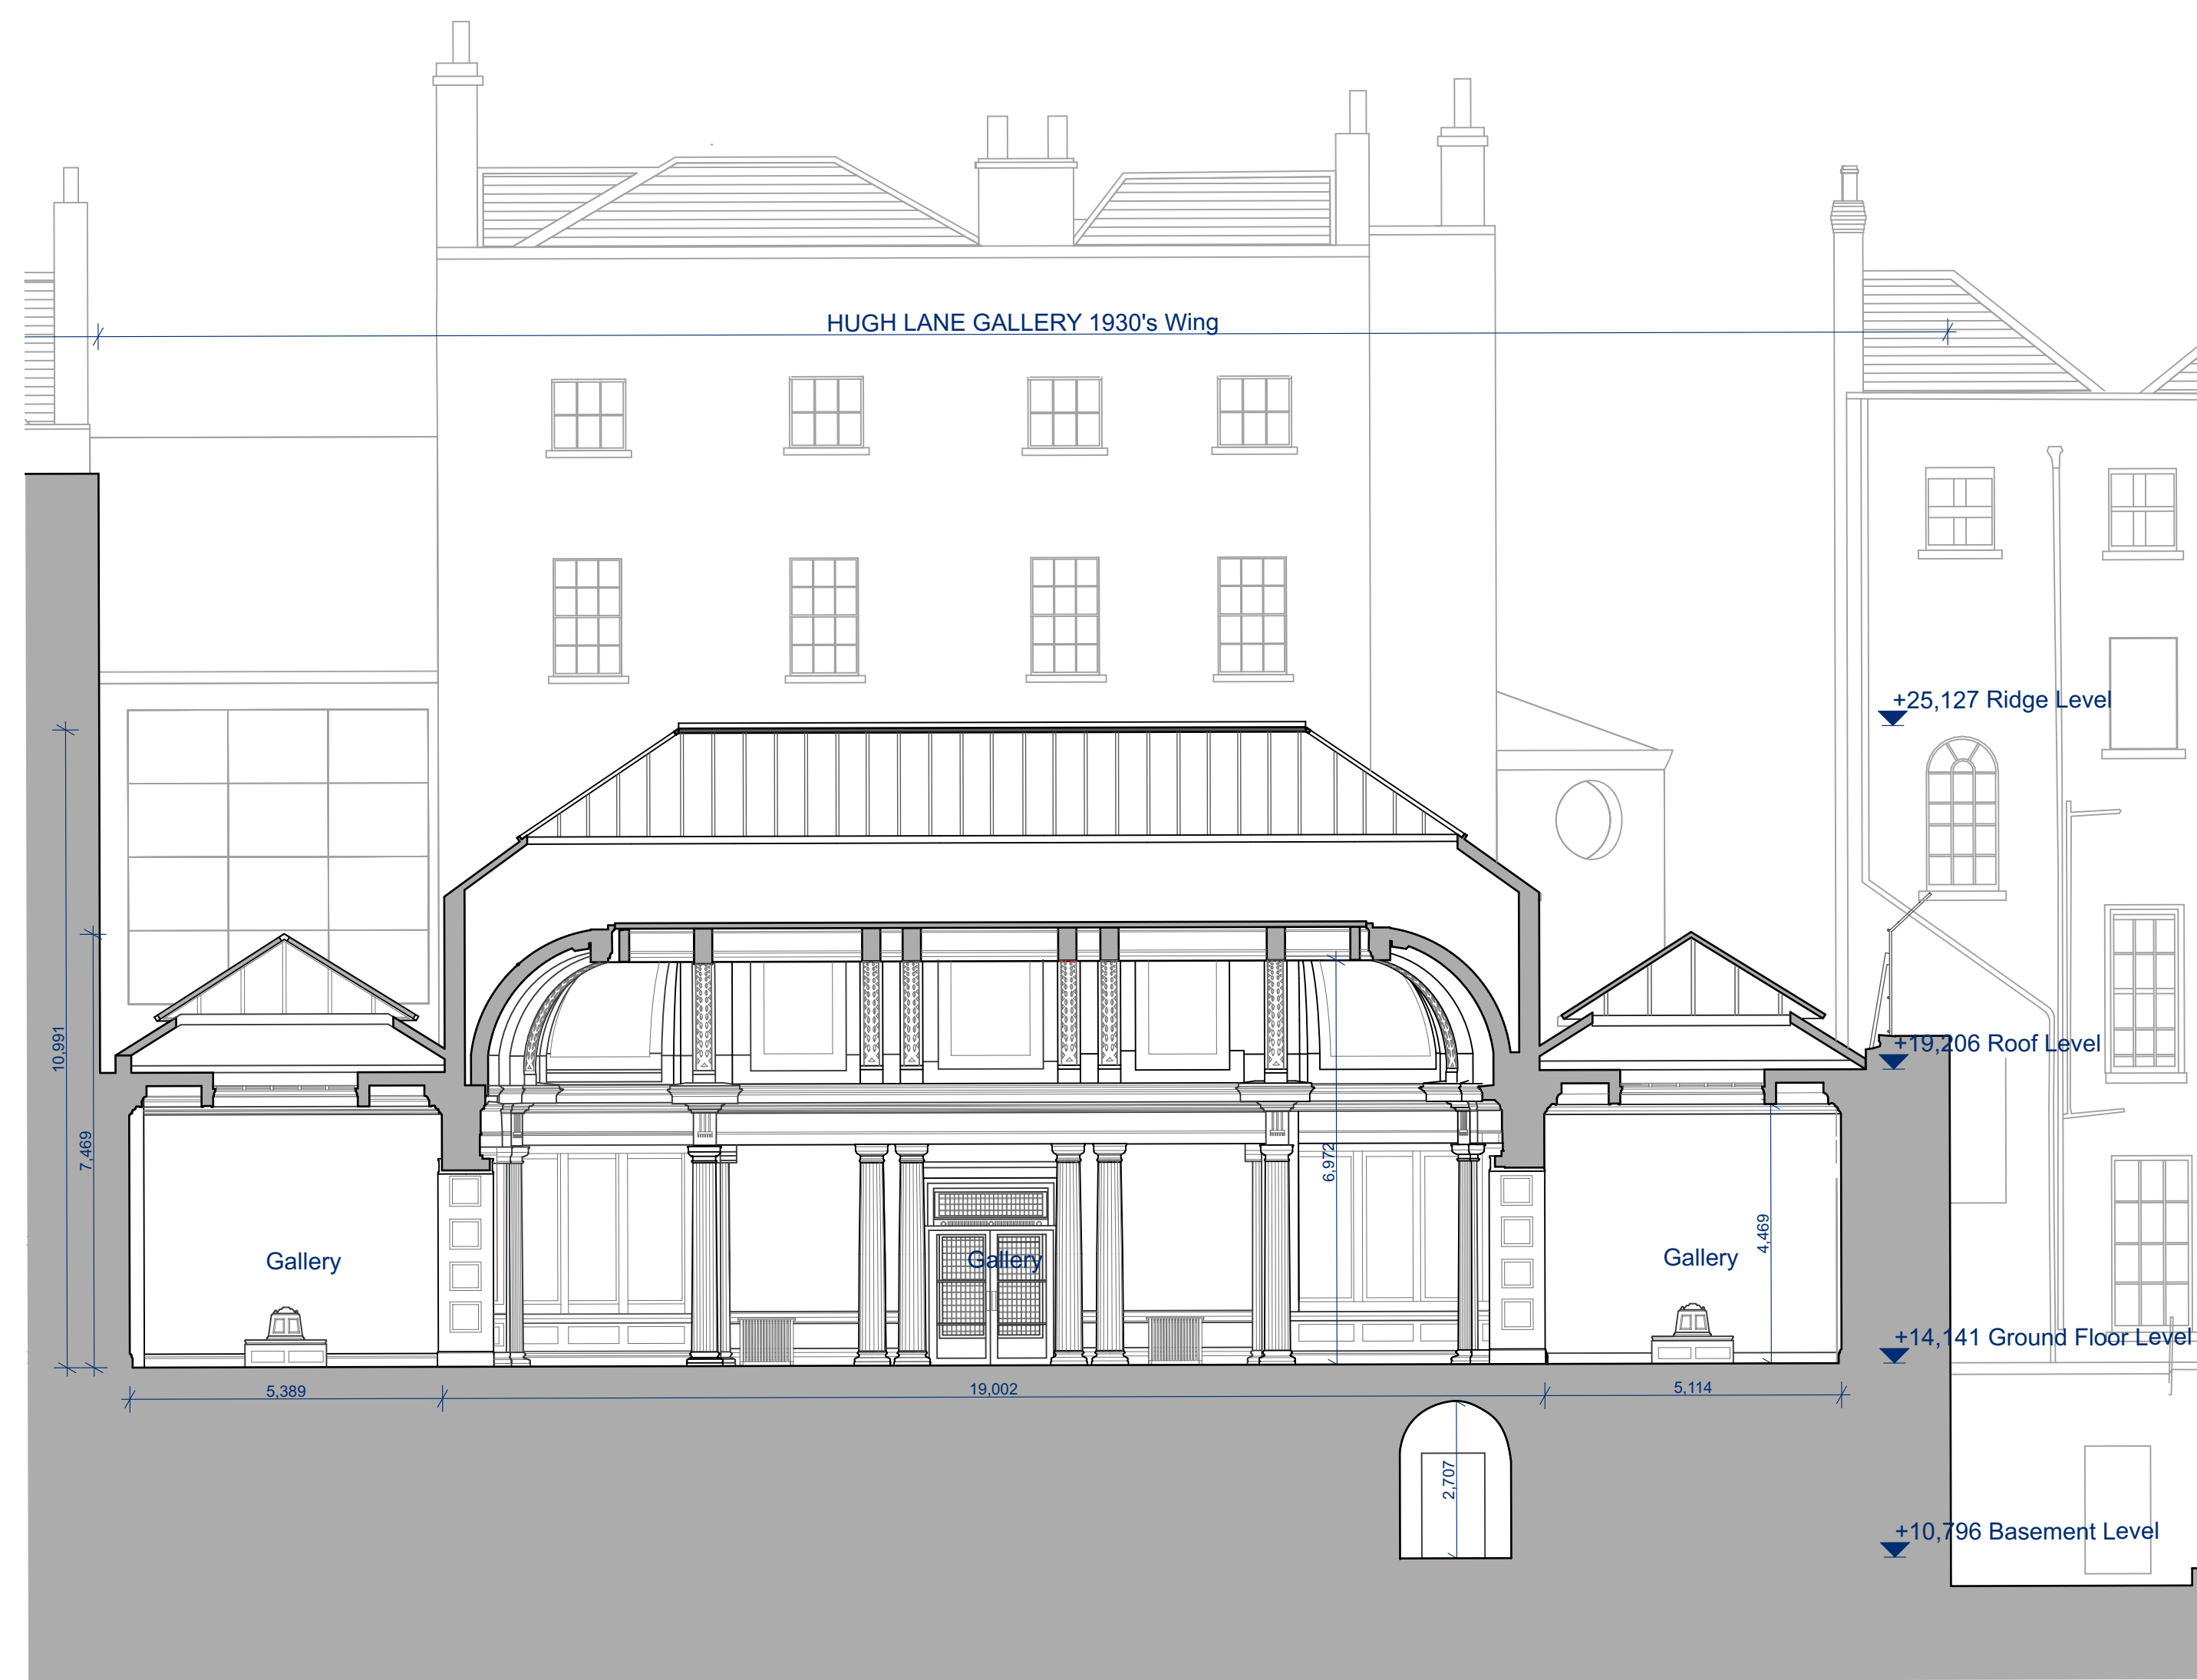 HUGH LANE GALLERY 1930's Wing
+25,127 Ridge Level
10,991
+19,206 Roof Level
7,469
6,972
4,469
Gallery
Gallery
Gallery
+14,141 Ground Floor Level
5,389
19,002
5,114
2,707
+10,796 Basement Level